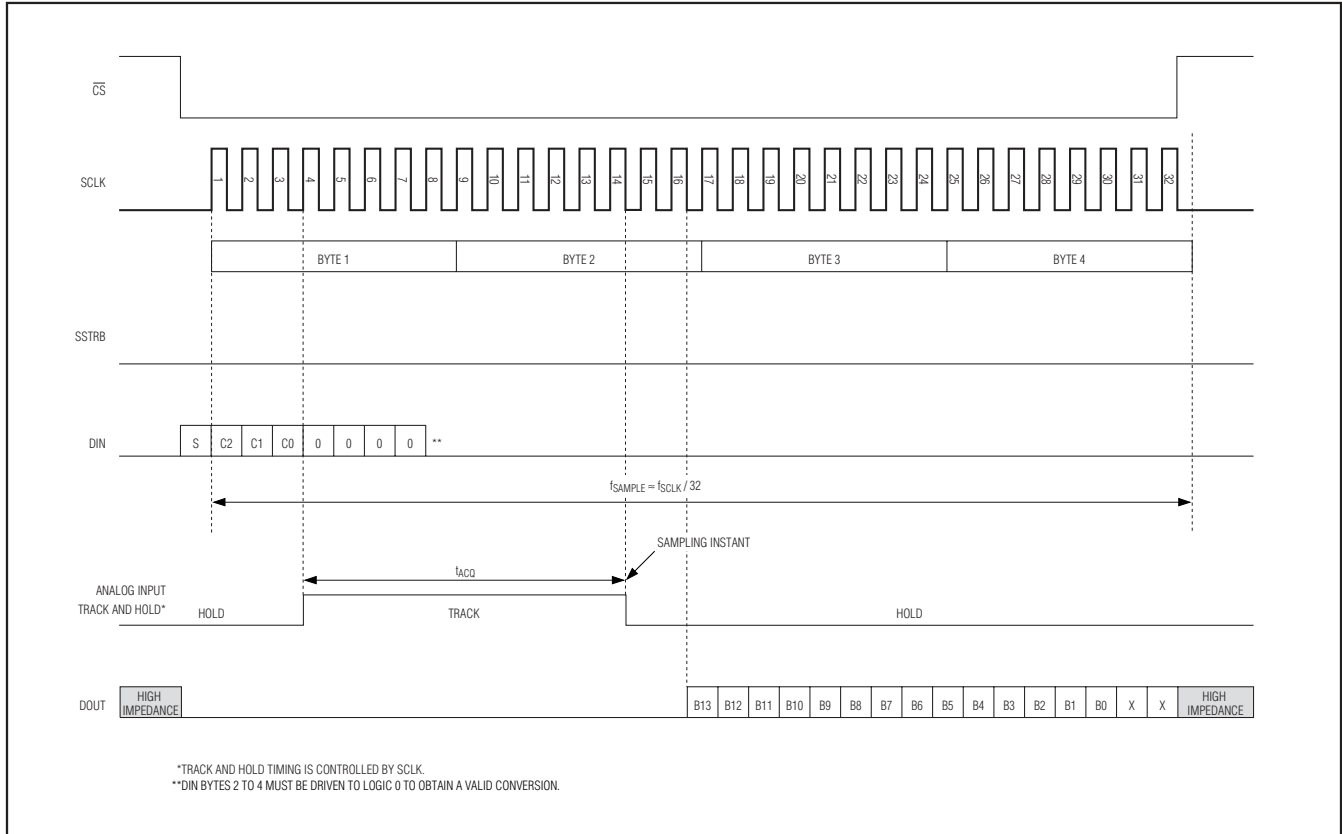 CS
SCLK
1 2 3 4 5 6 7 8 9 10 11 12 13 14 15 16 17 18 19 20 21 22 23 24 25 26 27 28 29 30 31 32
BYTE 1 BYTE 2 BYTE 3 BYTE 4
SSTRB
DIN S C2 C1 C0 0 0 0 0 **
fSAMPLE ≈ fSCLK / 32
SAMPLING INSTANT
tACQ
ANALOG INPUT
TRACK AND HOLD* HOLD TRACK HOLD
DOUT
HIGH
IMPEDANCE
B13 B12 B11 B10 B9 B8 B7 B6 B5 B4 B3 B2 B1 B0 X X
HIGH
IMPEDANCE
*TRACK AND HOLD TIMING IS CONTROLLED BY SCLK.
**DIN BYTES 2 TO 4 MUST BE DRIVEN TO LOGIC 0 TO OBTAIN A VALID CONVERSION.